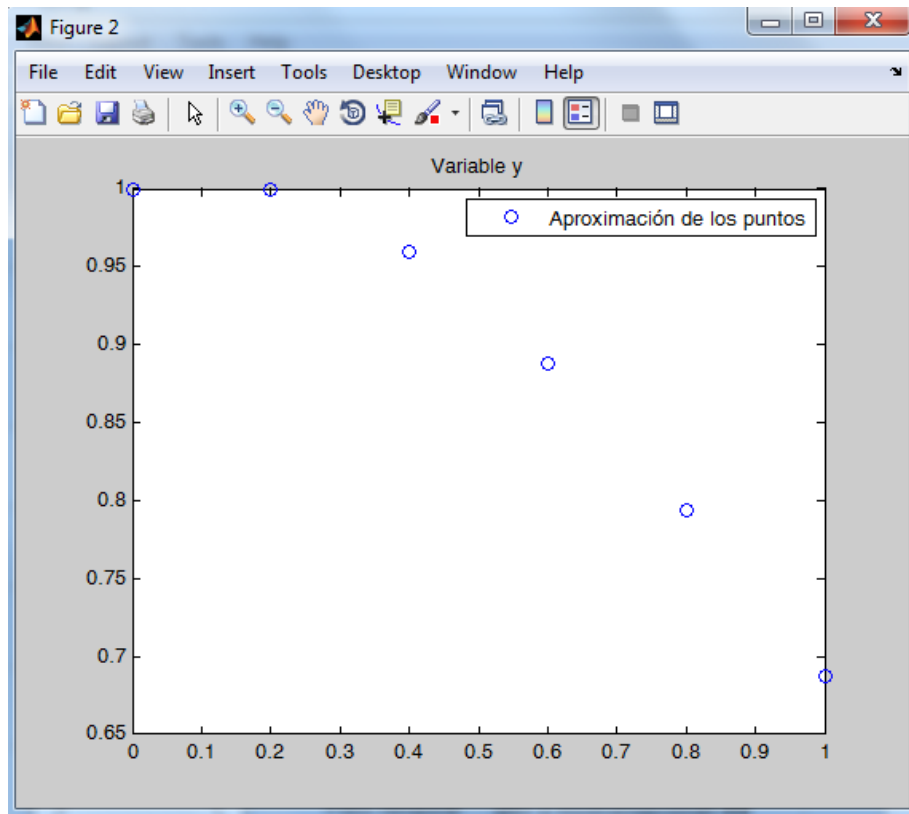 Figure 2
File Edit View Insert Tools Desktop Window Help
Variable y
Aproximación de los puntos
1
0.95
0.9
0.85
0.8
0.75
0.7
0.65
0 0.1 0.2 0.3 0.4 0.5 0.6 0.7 0.8 0.9 1